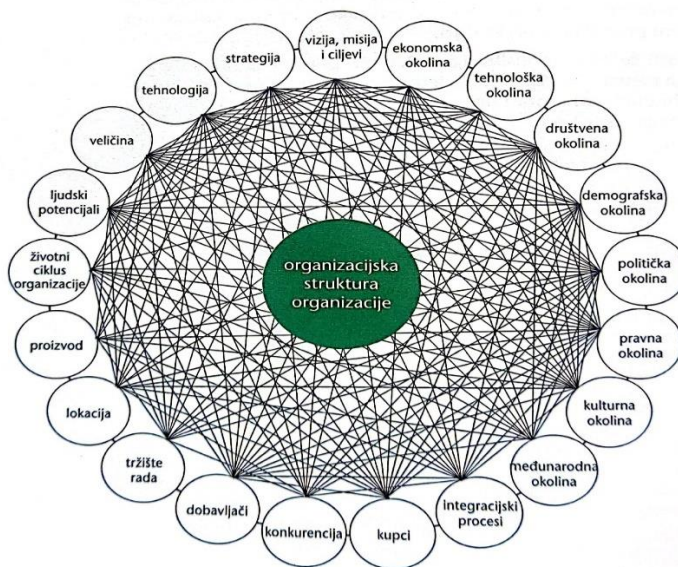 vizija, misija
i ciljevi
ekonomska
okolina
tehnološka
okolina
društvena
okolina
demografska
okolina
politička
okolina
pravna
okolina
kulturna
okolina
međunarodna
okolina
integracijski
procesi
kupci
konkurencija
dobavljači
tržište
rada
lokacija
proizvod
životni
ciklus
organizacije
ljudski
potencijali
veličina
tehnologija
strategija
organizacijska
struktura
organizacije